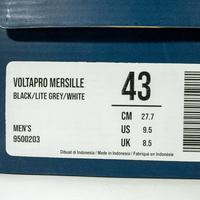 VOLTAPRO MERSILLE
BLACK/LITE GREY/WHITE
MEN'S
9500203
43
CM 27.7
US 9.5
UK 8.5
Dibuat di Indonesia / Made in Indonesia / Fabriqué en Indonésie